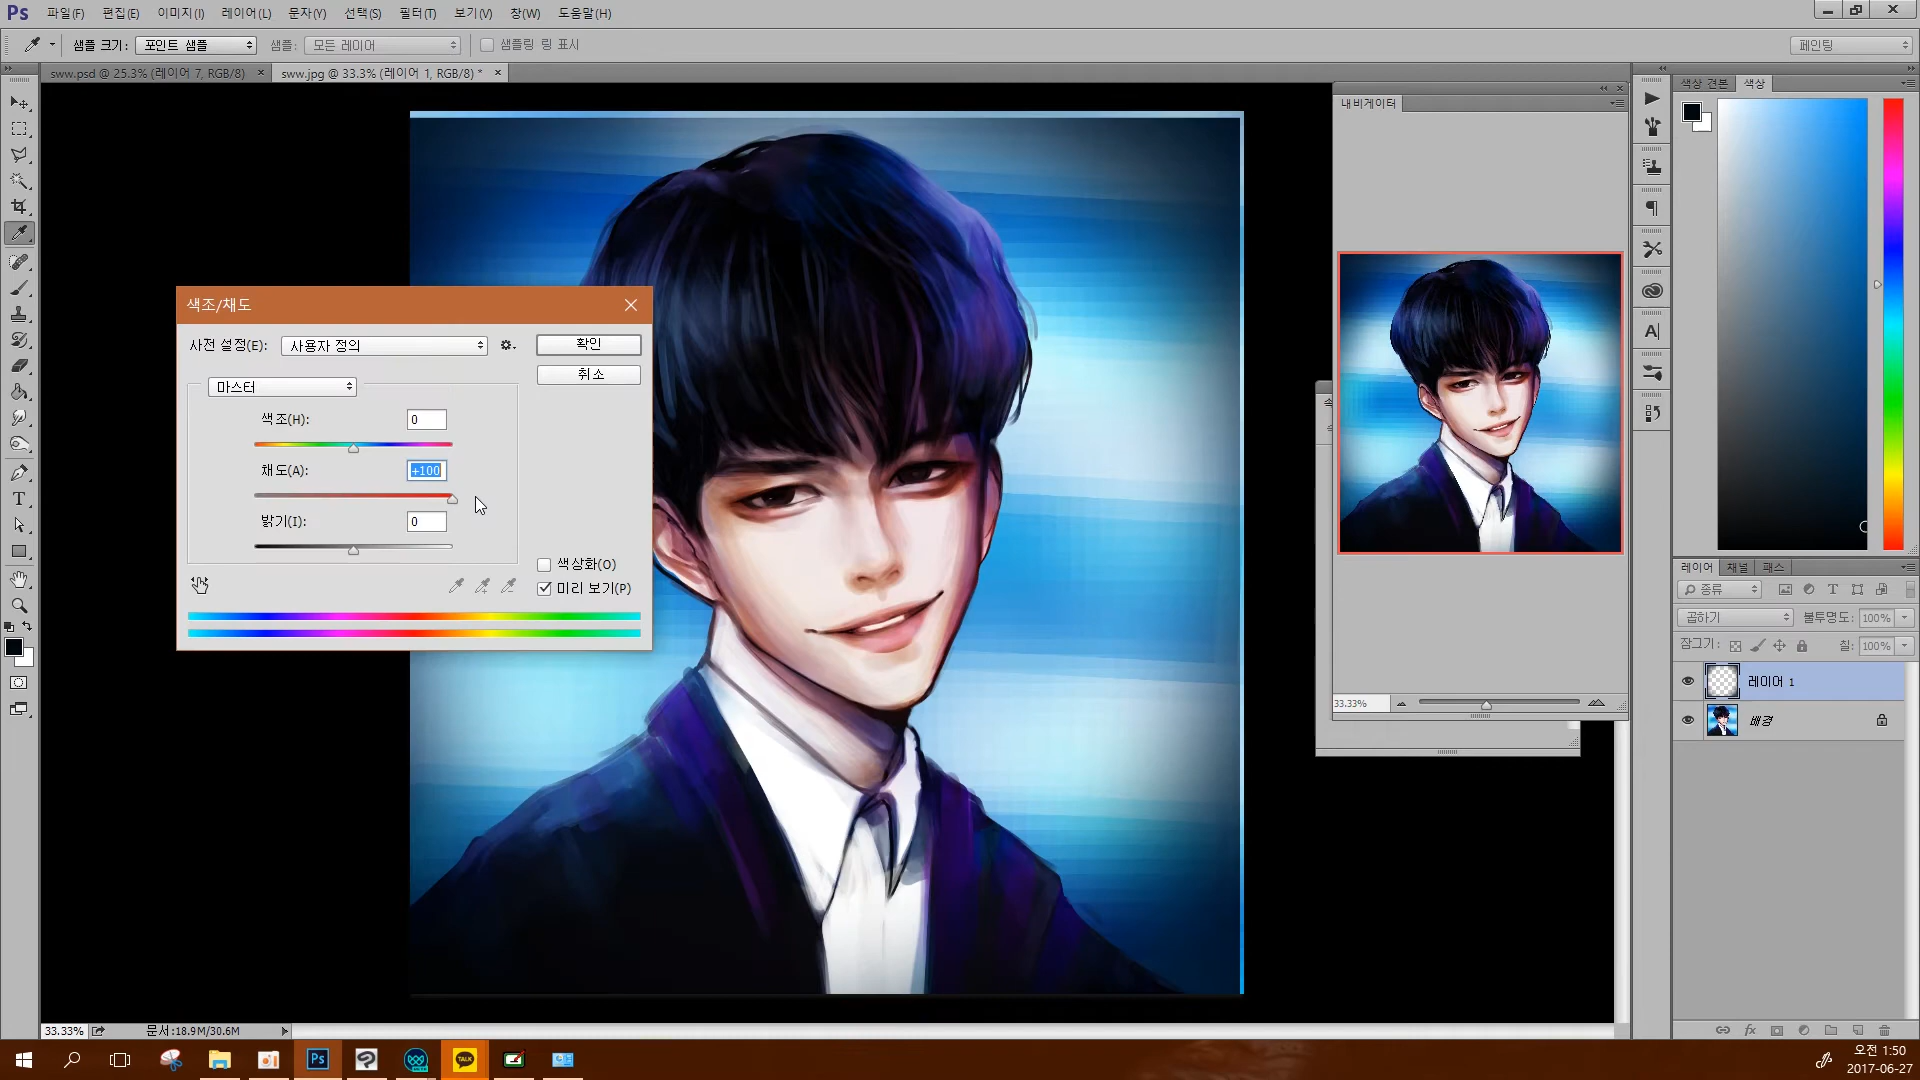 Ps 파일(F) 편집(E) 이미지(I) 레이어(L) 문자(Y) 선택(S) 필터(T) 보기(V) 창(W) 도움말(H)
샘플 크기: 포인트 샘플 샘플: 모든 레이어 샘플링 링 표시 페인팅
sww.psd @ 25.3% (레이어 7, RGB/8) × sww.jpg @ 33.3% (레이어 1, RGB/8) * ×
내비게이터
색상 견본 색상
색조/채도
사전 설정(E): 사용자 정의 확인
취소
마스터
색조(H): 0
채도(A): +100
밝기(I): 0
색상화(O)
미리 보기(P)
33.33%
레이어 채널 패스
종류
곱하기 불투명도: 100%
잠그기: 칠: 100%
레이어 1
배경
33.33% 문서:18.9M/30.6M
Ps TALK
오전 1:50
2017-06-27